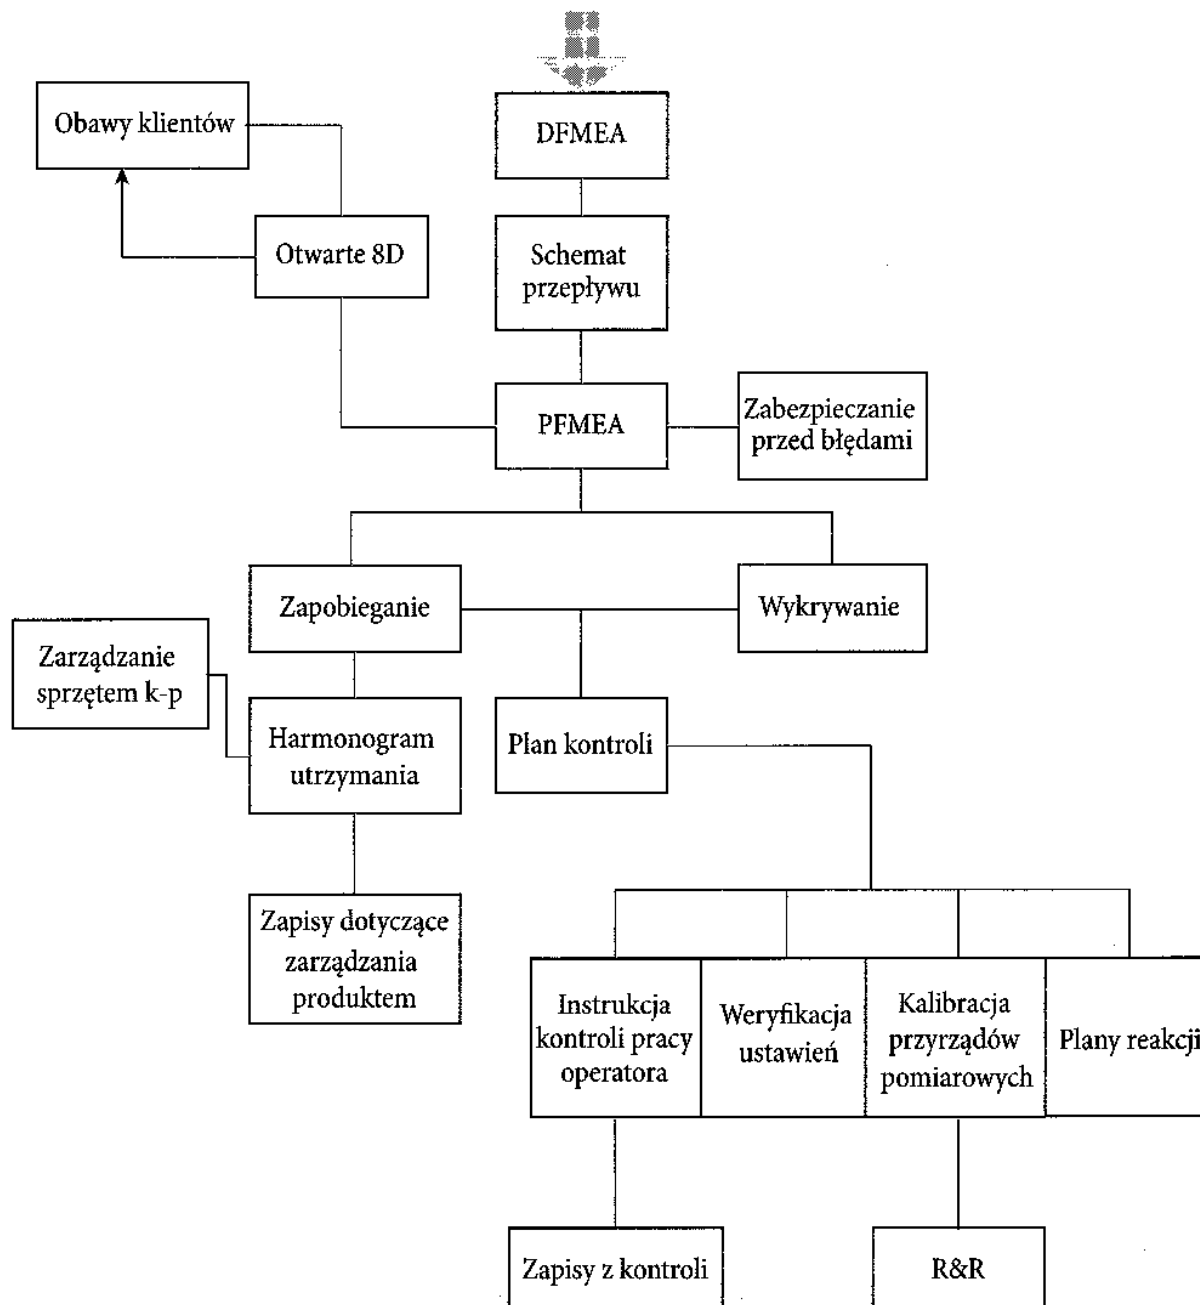 Obawy klientów
DFMEA
Otwarte 8D
Schemat
przepływu
PFMEA
Zabezpieczanie
przed błędami
Zapobieganie
Wykrywanie
Zarządzanie
sprzętem k-p
Harmonogram
utrzymania
Plan kontroli
Zapisy dotyczące
zarządzania
produktem
Instrukcja
kontroli pracy
operatora
Weryfikacja
ustawień
Kalibracja
przyrządów
pomiarowych
Plany reakcji
Zapisy z kontroli
R&R